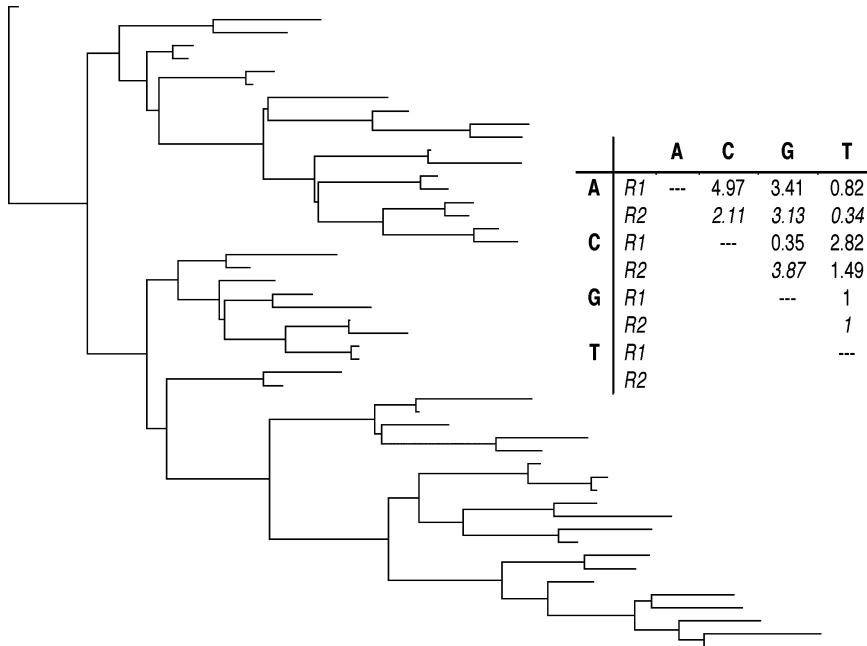 A C G T
A R1 --- 4.97 3.41 0.82
R2 2.11 3.13 0.34
C R1 --- 0.35 2.82
R2 3.87 1.49
G R1 --- 1
R2 1
T R1 ---
R2